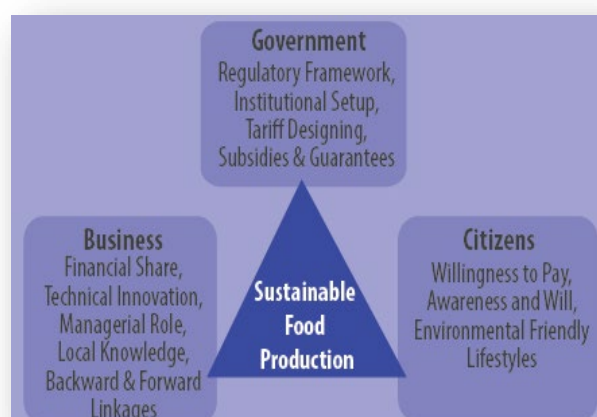 Government
Regulatory Framework,
Institutional Setup,
Tariff Designing,
Subsidies & Guarantees
Business
Financial Share,
Technical Innovation,
Managerial Role,
Local Knowledge,
Backward & Forward
Linkages
Sustainable
Food
Production
Citizens
Willingness to Pay,
Awareness and Will,
Environmental Friendly
Lifestyles